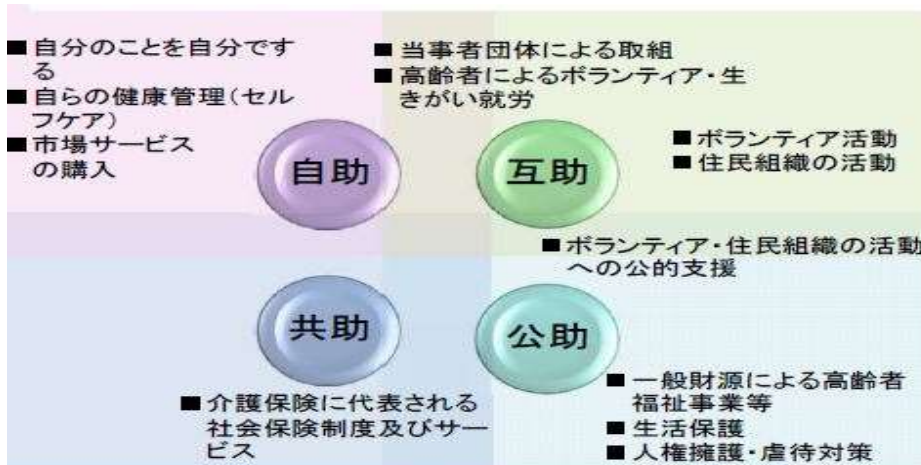 ■ 自分のことを自分です
る
■ 自らの健康管理(セル
フケア)
■ 市場サービス
の購入
■ 当事者団体による取組
■ 高齢者によるボランティア・生
きがい就労
自助
互助
■ ボランティア活動
■ 住民組織の活動
■ ボランティア・住民組織の活動
への公的支援
共助
公助
■ 介護保険に代表される
社会保険制度及びサー
ビス
■ 一般財源による高齢者
福祉事業等
■ 生活保護
■ 人権擁護・虐待対策